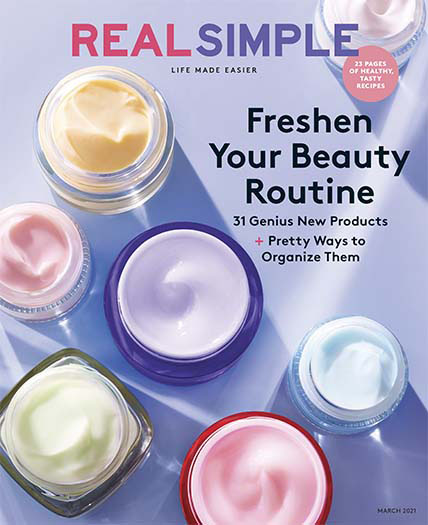 REAL SIMPLE
LIFE MADE EASIER
23 PAGES
OF HEALTHY,
TASTY
RECIPES
Freshen
Your Beauty
Routine
31 Genius New Products
+ Pretty Ways to
Organize Them
MARCH 2021